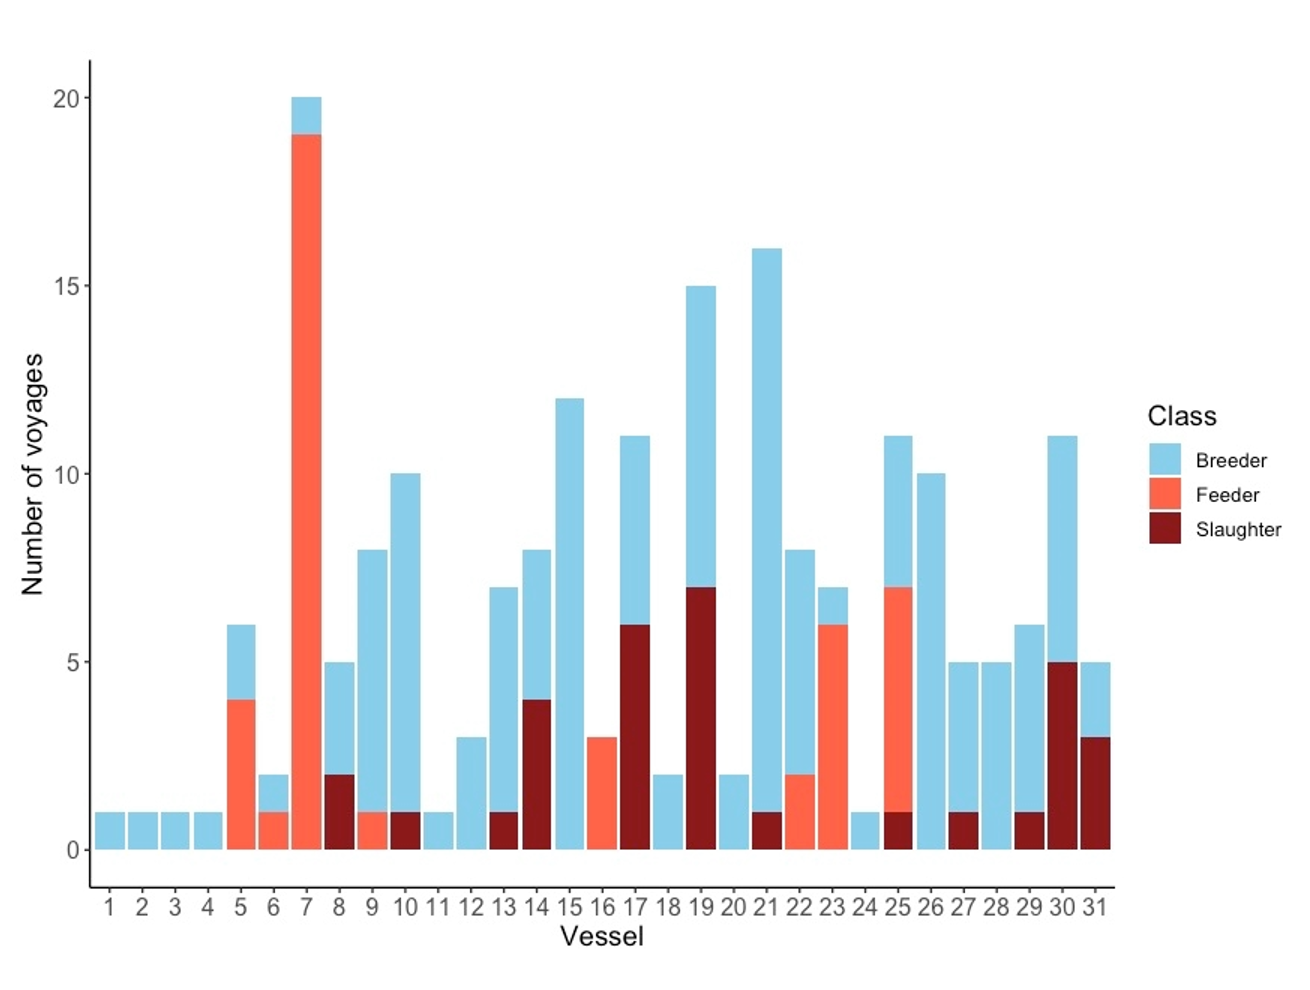 20
15
10
5
0
Number of voyages
1 2 3 4 5 6 7 8 9 10 11 12 13 14 15 16 17 18 19 20 21 22 23 24 25 26 27 28 29 30 31
Vessel
Class
Breeder
Feeder
Slaughter